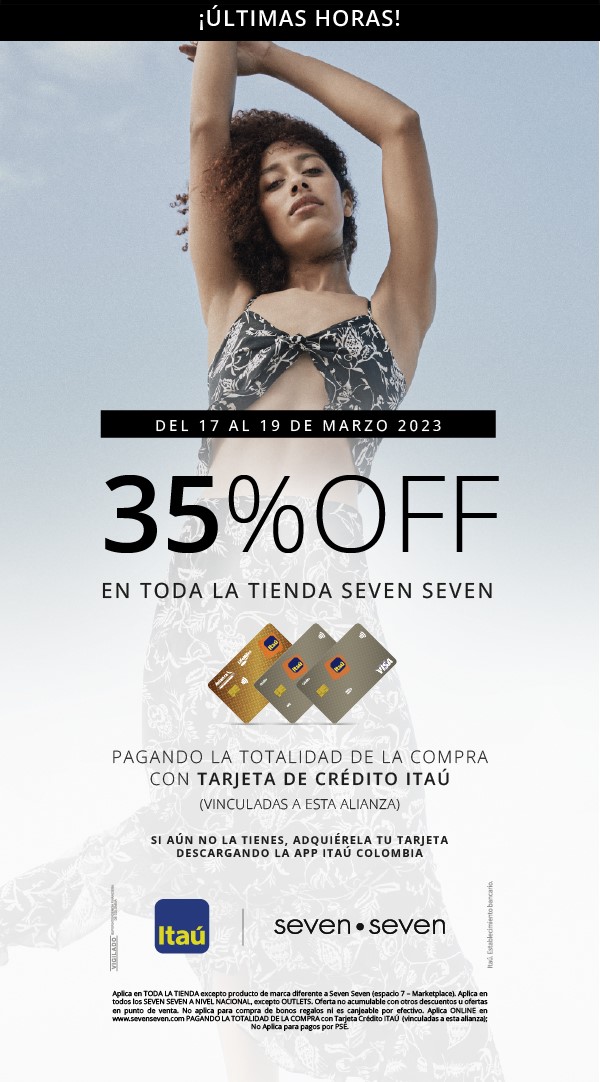 ¡ÚLTIMAS HORAS!
DEL 17 AL 19 DE MARZO 2023
35%OFF
EN TODA LA TIENDA SEVEN SEVEN
Itaú
Itaú
Itaú
VISA
PAGANDO LA TOTALIDAD DE LA COMPRA
CON TARJETA DE CRÉDITO ITAÚ
(VINCULADAS A ESTA ALIANZA)
SI AÚN NO LA TIENES, ADQUIÉRELA TU TARJETA
DESCARGANDO LA APP ITAÚ COLOMBIA
VIGILADO
Itaú
seven•seven
Itaú. Establecimiento bancario.
Aplica en TODA LA TIENDA excepto producto de marca diferente a Seven Seven (espacio 7 – Marketplace). Aplica en
todos los SEVEN SEVEN A NIVEL NACIONAL, excepto OUTLETS. Oferta no acumulable con otros descuentos u ofertas
en punto de venta. No aplica para compra de bonos regalos ni es canjeable por efectivo. Aplica ONLINE en
www.sevenseven.com PAGANDO LA TOTALIDAD DE LA COMPRA con Tarjeta Crédito ITAÚ (vinculadas a esta alianza);
No Aplica para pagos por PSE.